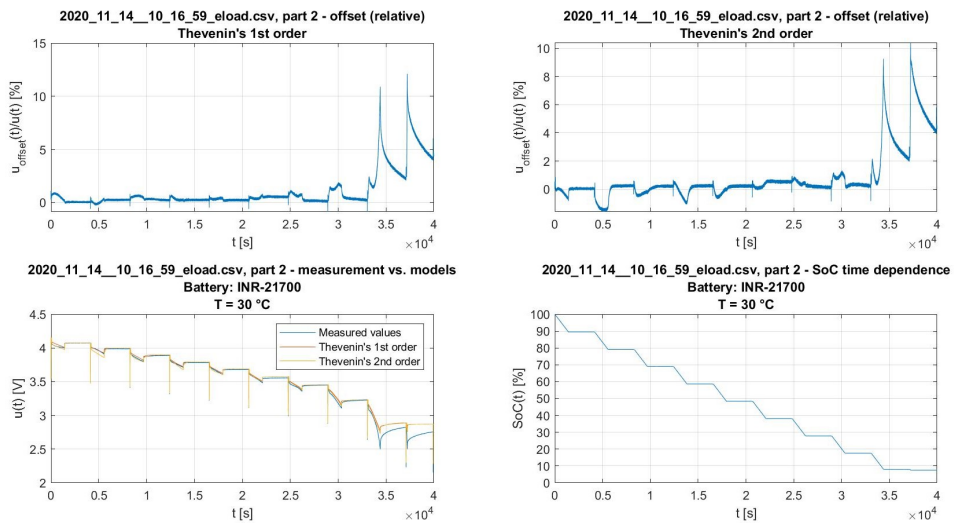 2020_11_14__10_16_59_eload.csv, part 2 - offset (relative)
Thevenin's 1st order
15
10
5
0
u_offset(t)/u(t) [%]
0 0.5 1 1.5 2 2.5 3 3.5 4
t [s]
×10^4
2020_11_14__10_16_59_eload.csv, part 2 - offset (relative)
Thevenin's 2nd order
10
8
6
4
2
0
u_offset(t)/u(t) [%]
0 0.5 1 1.5 2 2.5 3 3.5 4
t [s]
×10^4
2020_11_14__10_16_59_eload.csv, part 2 - measurement vs. models
Battery: INR-21700
T = 30 °C
4.5
4
3.5
3
2.5
2
u(t) [V]
Measured values
Thevenin's 1st order
Thevenin's 2nd order
0 0.5 1 1.5 2 2.5 3 3.5 4
t [s]
×10^4
2020_11_14__10_16_59_eload.csv, part 2 - SoC time dependence
Battery: INR-21700
T = 30 °C
100
90
80
70
60
50
40
30
20
10
0
SoC(t) [%]
0 0.5 1 1.5 2 2.5 3 3.5 4
t [s]
×10^4